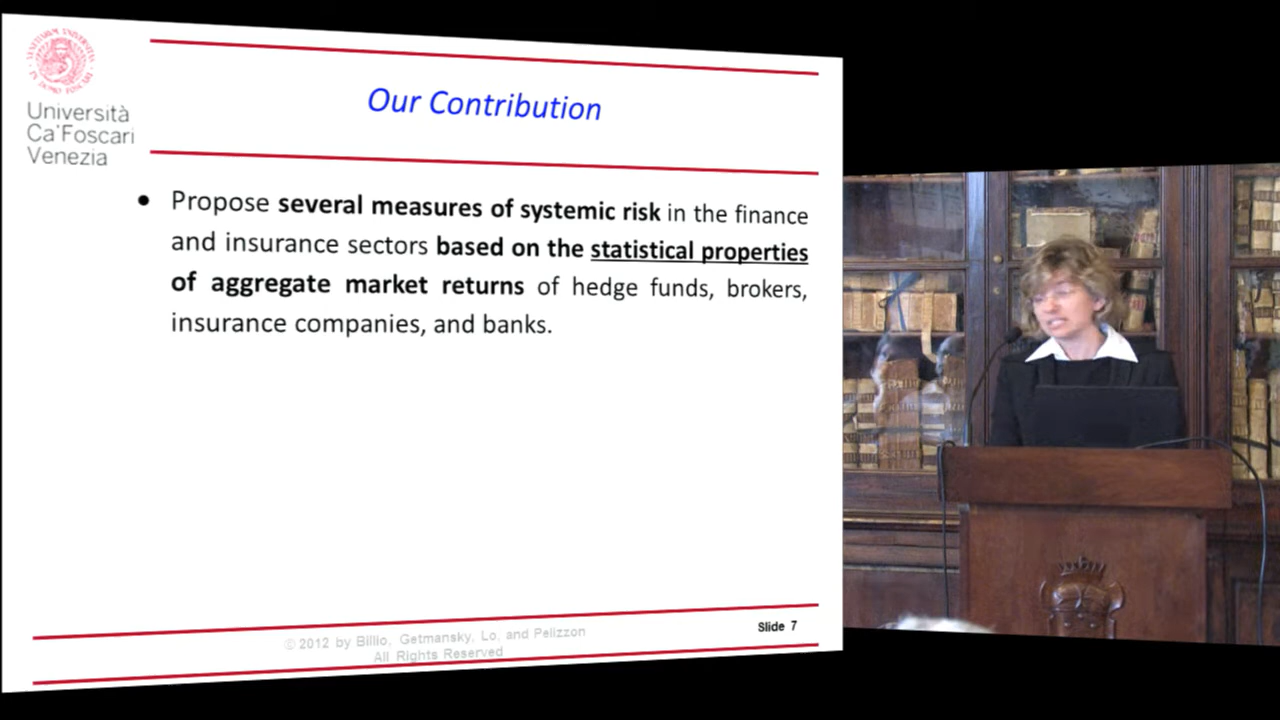 Università
Ca'Foscari
Venezia
Our Contribution
• Propose several measures of systemic risk in the finance
and insurance sectors based on the statistical properties
of aggregate market returns of hedge funds, brokers,
insurance companies, and banks.
© 2012 by Billio, Getmansky, Lo, and Pelizzon
All Rights Reserved
Slide 7